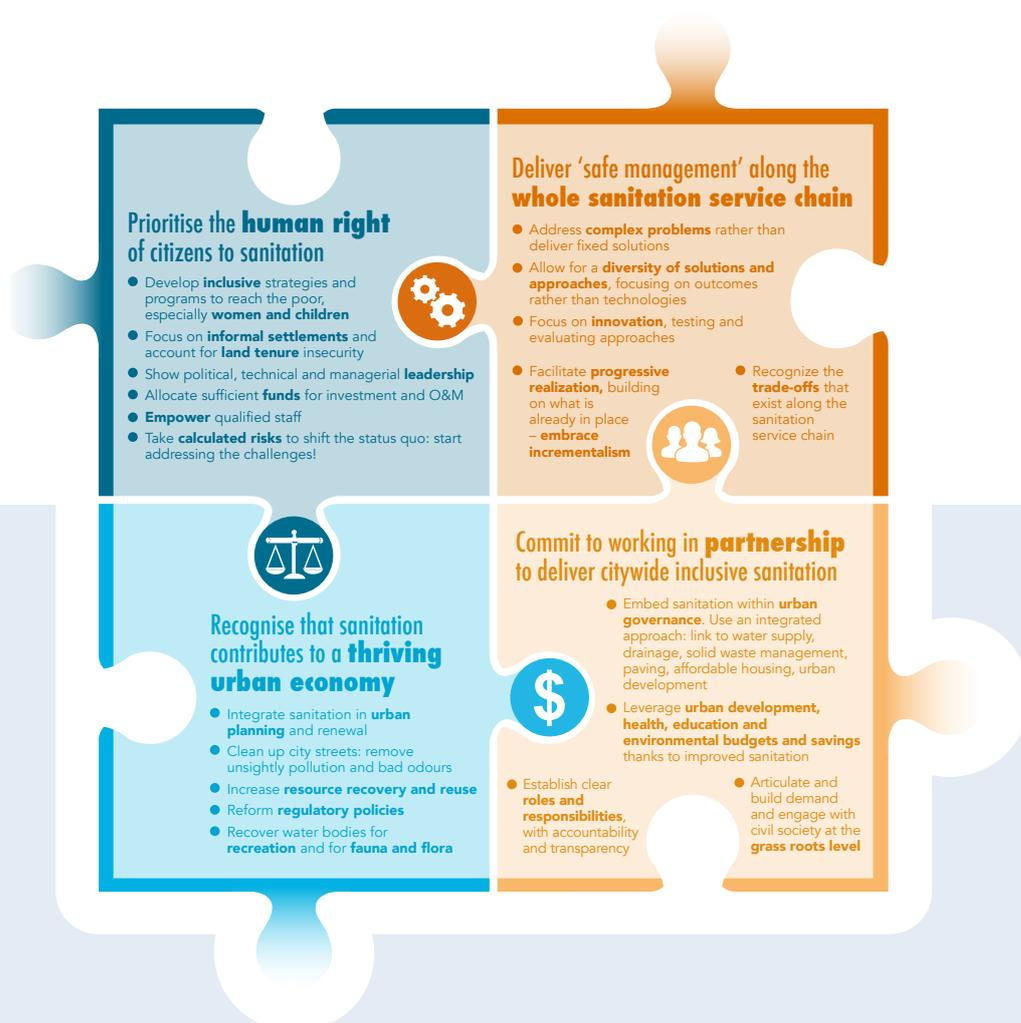 Prioritise the human right
of citizens to sanitation
● Develop inclusive strategies and
programs to reach the poor,
especially women and children
● Focus on informal settlements and
account for land tenure insecurity
● Show political, technical and managerial leadership
● Allocate sufficient funds for investment and O&M
● Empower qualified staff
● Take calculated risks to shift the status quo: start
addressing the challenges!
Deliver ‘safe management’ along the
whole sanitation service chain
● Address complex problems rather than
deliver fixed solutions
● Allow for a diversity of solutions and
approaches, focusing on outcomes
rather than technologies
● Focus on innovation, testing and
evaluating approaches
● Facilitate progressive
realization, building
on what is
already in place
– embrace
incrementalism
● Recognize the
trade-offs that
exist along the
sanitation
service chain
Recognise that sanitation
contributes to a thriving
urban economy
● Integrate sanitation in urban
planning and renewal
● Clean up city streets: remove
unsightly pollution and bad odours
● Increase resource recovery and reuse
● Reform regulatory policies
● Recover water bodies for
recreation and for fauna and flora
$
Commit to working in partnership
to deliver citywide inclusive sanitation
● Embed sanitation within urban
governance. Use an integrated
approach: link to water supply,
drainage, solid waste management,
paving, affordable housing, urban
development
● Leverage urban development,
health, education and
environmental budgets and savings
thanks to improved sanitation
● Establish clear
roles and
responsibilities,
with accountability
and transparency
● Articulate and
build demand
and engage with
civil society at the
grass roots level